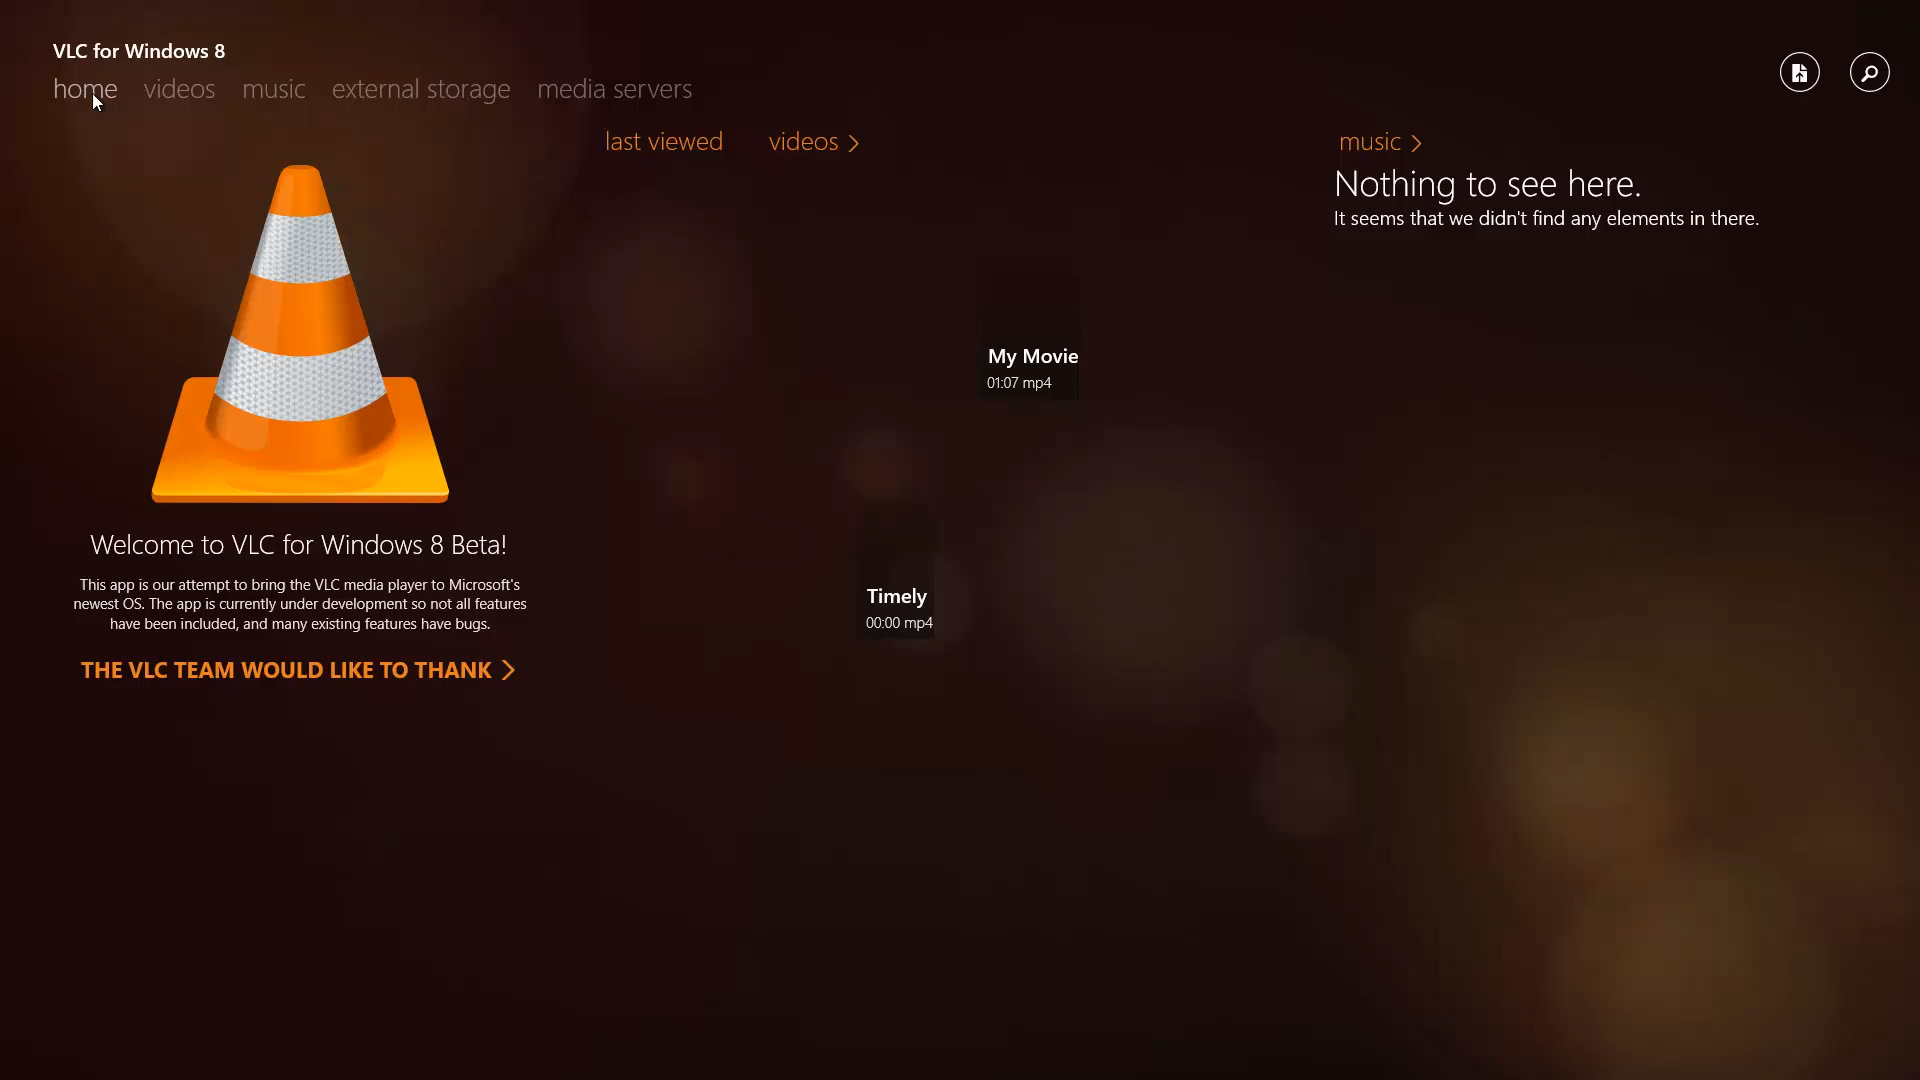 VLC for Windows 8
home videos music external storage media servers
last viewed videos
music
Nothing to see here.
It seems that we didn't find any elements in there.
My Movie
01:07 mp4
Timely
00:00 mp4
Welcome to VLC for Windows 8 Beta!
This app is our attempt to bring the VLC media player to Microsoft's
newest OS. The app is currently under development so not all features
have been included, and many existing features have bugs.
THE VLC TEAM WOULD LIKE TO THANK